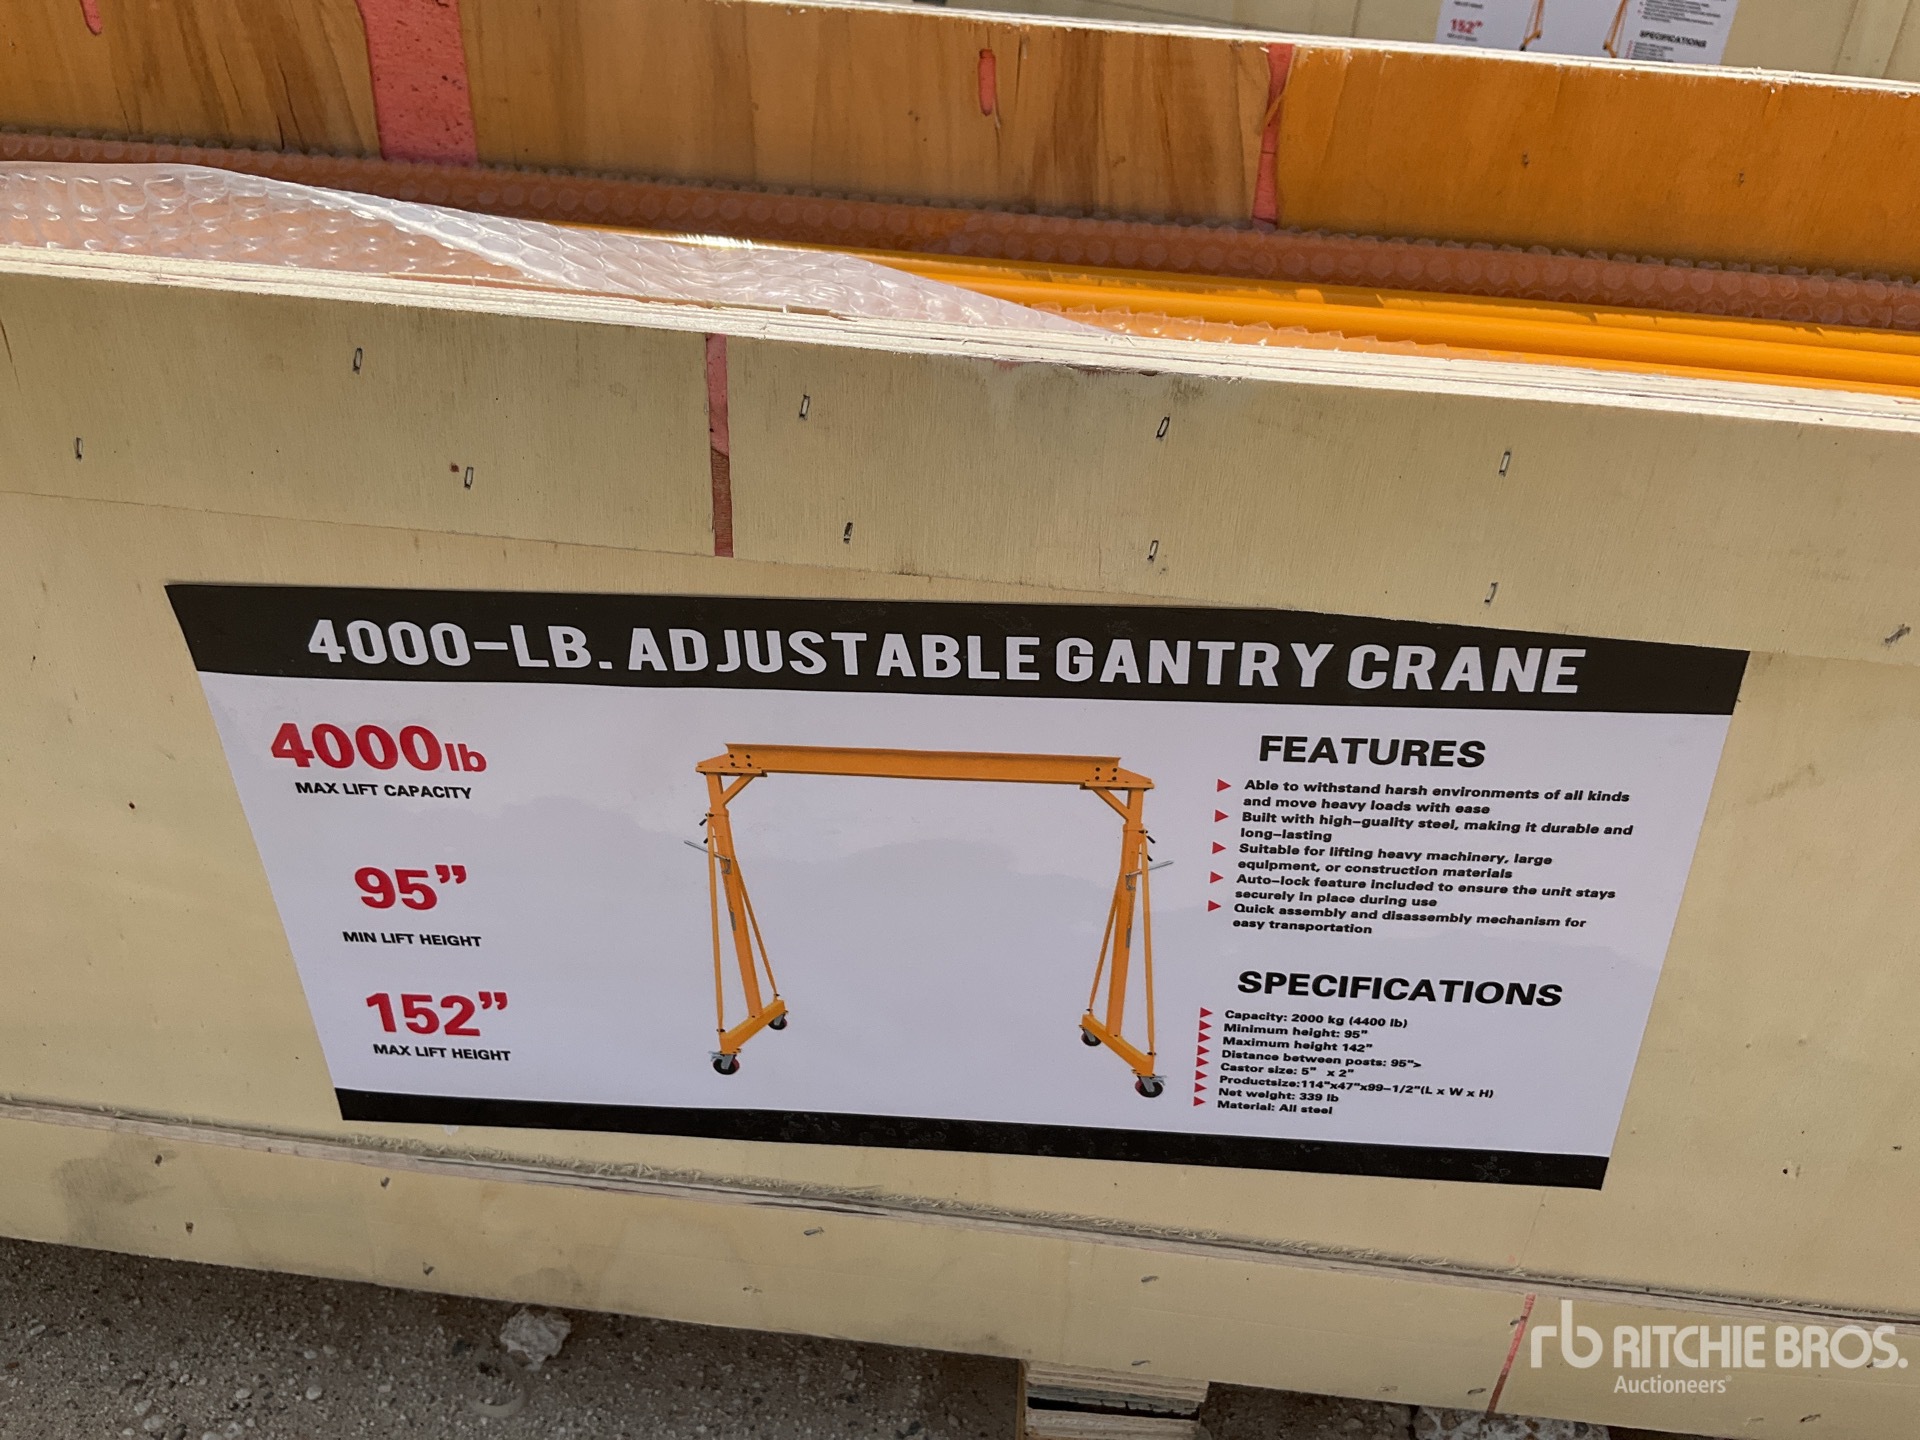 152"
SPECIFICATIONS
4000-LB. ADJUSTABLE GANTRY CRANE
4000lb
MAX LIFT CAPACITY
95"
MIN LIFT HEIGHT
152"
MAX LIFT HEIGHT
FEATURES
Able to withstand harsh environments of all kinds
and move heavy loads with ease
Built with high-guality steel, making it durable and
long-lasting
Suitable for lifting heavy machinery, large
equipment, or construction materials
Auto-lock feature included to ensure the unit stays
securely in place during use
Quick assembly and disassembly mechanism for
easy transportation
SPECIFICATIONS
Capacity: 2000 kg (4400 lb)
Minimum height: 95"
Maximum height 142"
Distance between posts: 95">
Castor size: 5" x 2"
Productsize:114"x47"x99-1/2"(L x W x H)
Net weight: 339 lb
Material: All steel
rb RITCHIE BROS.
Auctioneers